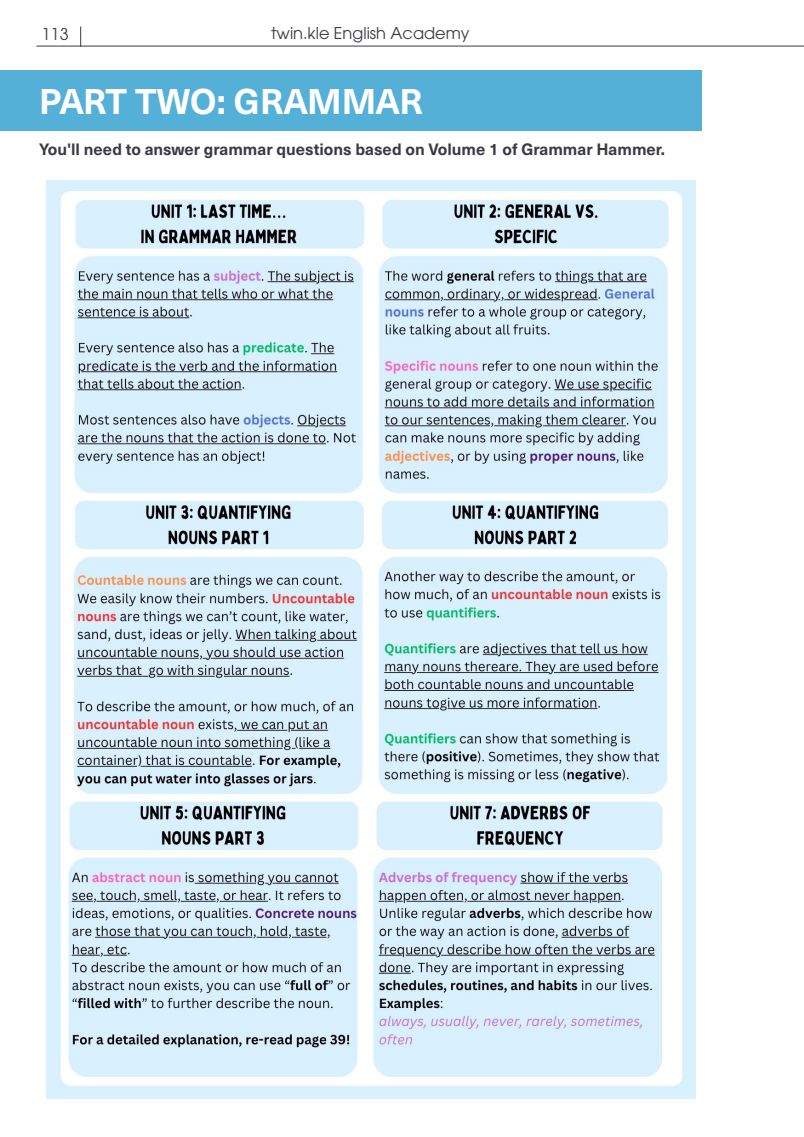 113
twin.kle English Academy
PART TWO: GRAMMAR
You'll need to answer grammar questions based on Volume 1 of Grammar Hammer.
UNIT 1: LAST TIME...
IN GRAMMAR HAMMER
Every sentence has a subject. The subject is
the main noun that tells who or what the
sentence is about.
Every sentence also has a predicate. The
predicate is the verb and the information
that tells about the action.
Most sentences also have objects. Objects
are the nouns that the action is done to. Not
every sentence has an object!
UNIT 2: GENERAL VS.
SPECIFIC
The word general refers to things that are
common, ordinary, or widespread. General
nouns refer to a whole group or category,
like talking about all fruits.
Specific nouns refer to one noun within the
general group or category. We use specific
nouns to add more details and information
to our sentences, making them clearer. You
can make nouns more specific by adding
adjectives, or by using proper nouns, like
names.
UNIT 3: QUANTIFYING
NOUNS PART 1
Countable nouns are things we can count.
We easily know their numbers. Uncountable
nouns are things we can't count, like water,
sand, dust, ideas or jelly. When talking about
uncountable nouns, you should use action
verbs that  go with singular nouns.
To describe the amount, or how much, of an
uncountable noun exists, we can put an
uncountable noun into something (like a
container) that is countable. For example,
you can put water into glasses or jars.
UNIT 4: QUANTIFYING
NOUNS PART 2
Another way to describe the amount, or
how much, of an uncountable noun exists is
to use quantifiers.
Quantifiers are adjectives that tell us how
many nouns thereare. They are used before
both countable nouns and uncountable
nouns togive us more information.
Quantifiers can show that something is
there (positive). Sometimes, they show that
something is missing or less (negative).
UNIT 5: QUANTIFYING
NOUNS PART 3
An abstract noun is something you cannot
see, touch, smell, taste, or hear. It refers to
ideas, emotions, or qualities. Concrete nouns
are those that you can touch, hold, taste,
hear, etc.
To describe the amount or how much of an
abstract noun exists, you can use "full of" or
"filled with" to further describe the noun.
For a detailed explanation, re-read page 39!
UNIT 7: ADVERBS OF
FREQUENCY
Adverbs of frequency show if the verbs
happen often, or almost never happen.
Unlike regular adverbs, which describe how
or the way an action is done, adverbs of
frequency describe how often the verbs are
done. They are important in expressing
schedules, routines, and habits in our lives.
Examples:
always, usually, never, rarely, sometimes,
often